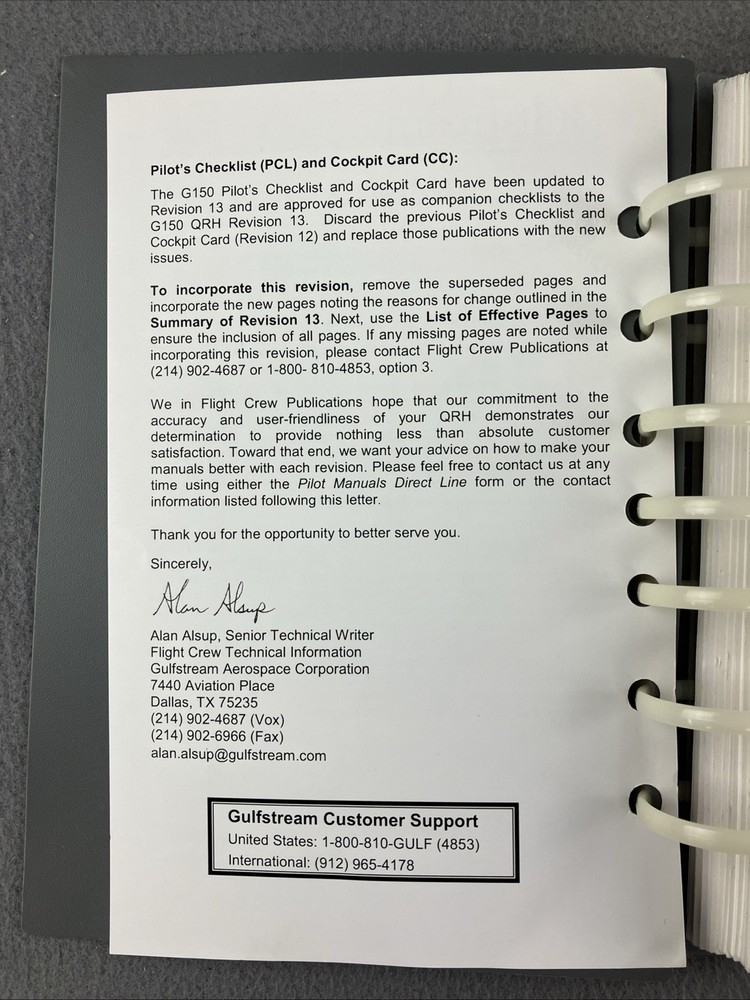 Pilot's Checklist (PCL) and Cockpit Card (CC):
The G150 Pilot's Checklist and Cockpit Card have been updated to
Revision 13 and are approved for use as companion checklists to the
G150 QRH Revision 13. Discard the previous Pilot's Checklist and
Cockpit Card (Revision 12) and replace those publications with the new
issues.
To incorporate this revision, remove the superseded pages and
incorporate the new pages noting the reasons for change outlined in the
Summary of Revision 13. Next, use the List of Effective Pages to
ensure the inclusion of all pages. If any missing pages are noted while
incorporating this revision, please contact Flight Crew Publications at
(214) 902-4687 or 1-800- 810-4853, option 3.
We in Flight Crew Publications hope that our commitment to the
accuracy and user-friendliness of your QRH demonstrates our
determination to provide nothing less than absolute customer
satisfaction. Toward that end, we want your advice on how to make your
manuals better with each revision. Please feel free to contact us at any
time using either the Pilot Manuals Direct Line form or the contact
information listed following this letter.
Thank you for the opportunity to better serve you.
Sincerely,
Alan Alsup
Alan Alsup, Senior Technical Writer
Flight Crew Technical Information
Gulfstream Aerospace Corporation
7440 Aviation Place
Dallas, TX 75235
(214) 902-4687 (Vox)
(214) 902-6966 (Fax)
alan.alsup@gulfstream.com
Gulfstream Customer Support
United States: 1-800-810-GULF (4853)
International: (912) 965-4178